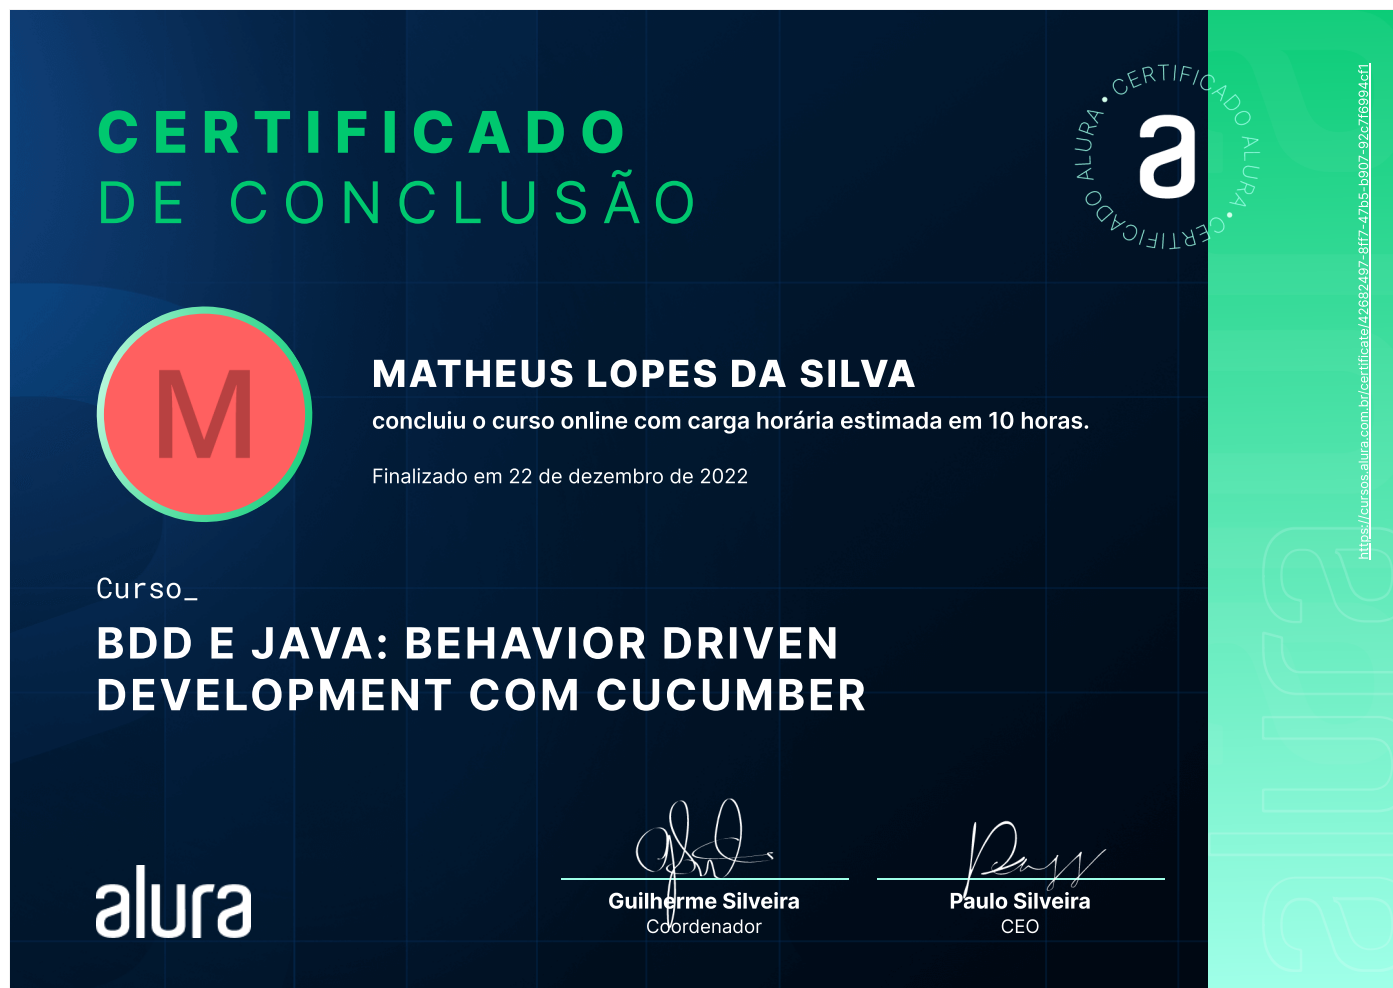 CERTIFICADO
DE CONCLUSÃO
CERTIFICADO ALURA • CERTIFICADO ALURA •
a
https://cursos.alura.com.br/certificate/42682497-8ff7-47b5-b907-92c7f6994cf1
M
MATHEUS LOPES DA SILVA
concluiu o curso online com carga horária estimada em 10 horas.
Finalizado em 22 de dezembro de 2022
Curso_
BDD E JAVA: BEHAVIOR DRIVEN
DEVELOPMENT COM CUCUMBER
alura
Guilherme Silveira
Coordenador
Paulo Silveira
CEO
alura